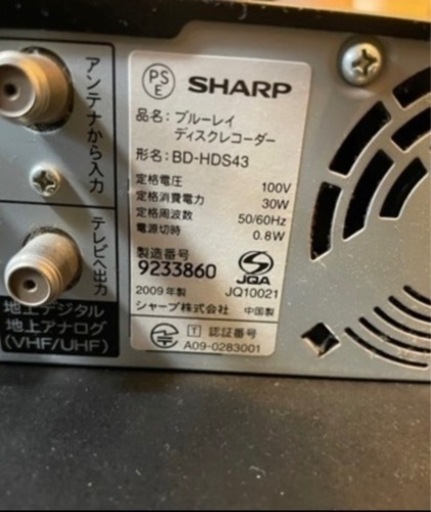 アンテナから入力
テレビへ出力
地上デジタル
地上アナログ
(VHF/UHF)
PS
E
SHARP
品名: ブルーレイ
ディスクレコーダー
形名: BD-HDS43
定格電圧 100V
定格消費電力 30W
定格周波数 50/60Hz
電源切時 0.8W
製造番号
9233860
JQA
2009年製 JQ10021
シャープ株式会社 中国製
T 認証番号
A09-0283001